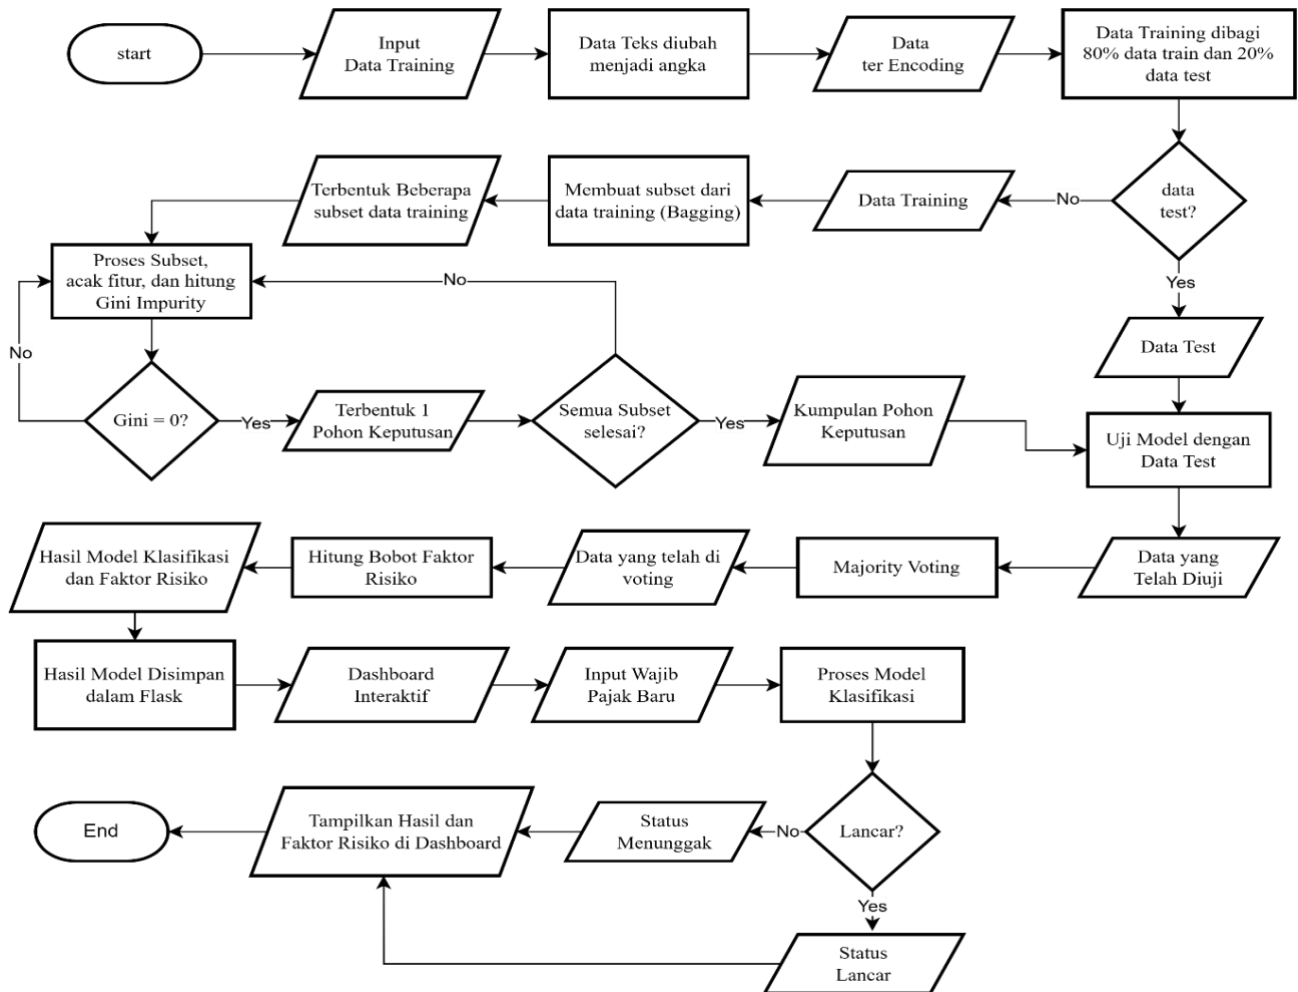 start
Input
Data Training
Data Teks diubah
menjadi angka
Data
ter Encoding
Data Training dibagi
80% data train dan 20%
data test
data
test?
No
Data Training
Membuat subset dari
data training (Bagging)
Terbentuk Beberapa
subset data training
Proses Subset,
acak fitur, dan hitung
Gini Impurity
No
No
Yes
Data Test
Gini = 0?
Yes
Terbentuk 1
Pohon Keputusan
Semua Subset
selesai?
Yes
Kumpulan Pohon
Keputusan
Uji Model dengan
Data Test
Data yang
Telah Diuji
Majority Voting
Data yang telah di
voting
Hitung Bobot Faktor
Risiko
Hasil Model Klasifikasi
dan Faktor Risiko
Hasil Model Disimpan
dalam Flask
Dashboard
Interaktif
Input Wajib
Pajak Baru
Proses Model
Klasifikasi
Lancar?
No
Status
Menunggak
Tampilkan Hasil dan
Faktor Risiko di Dashboard
End
Yes
Status
Lancar